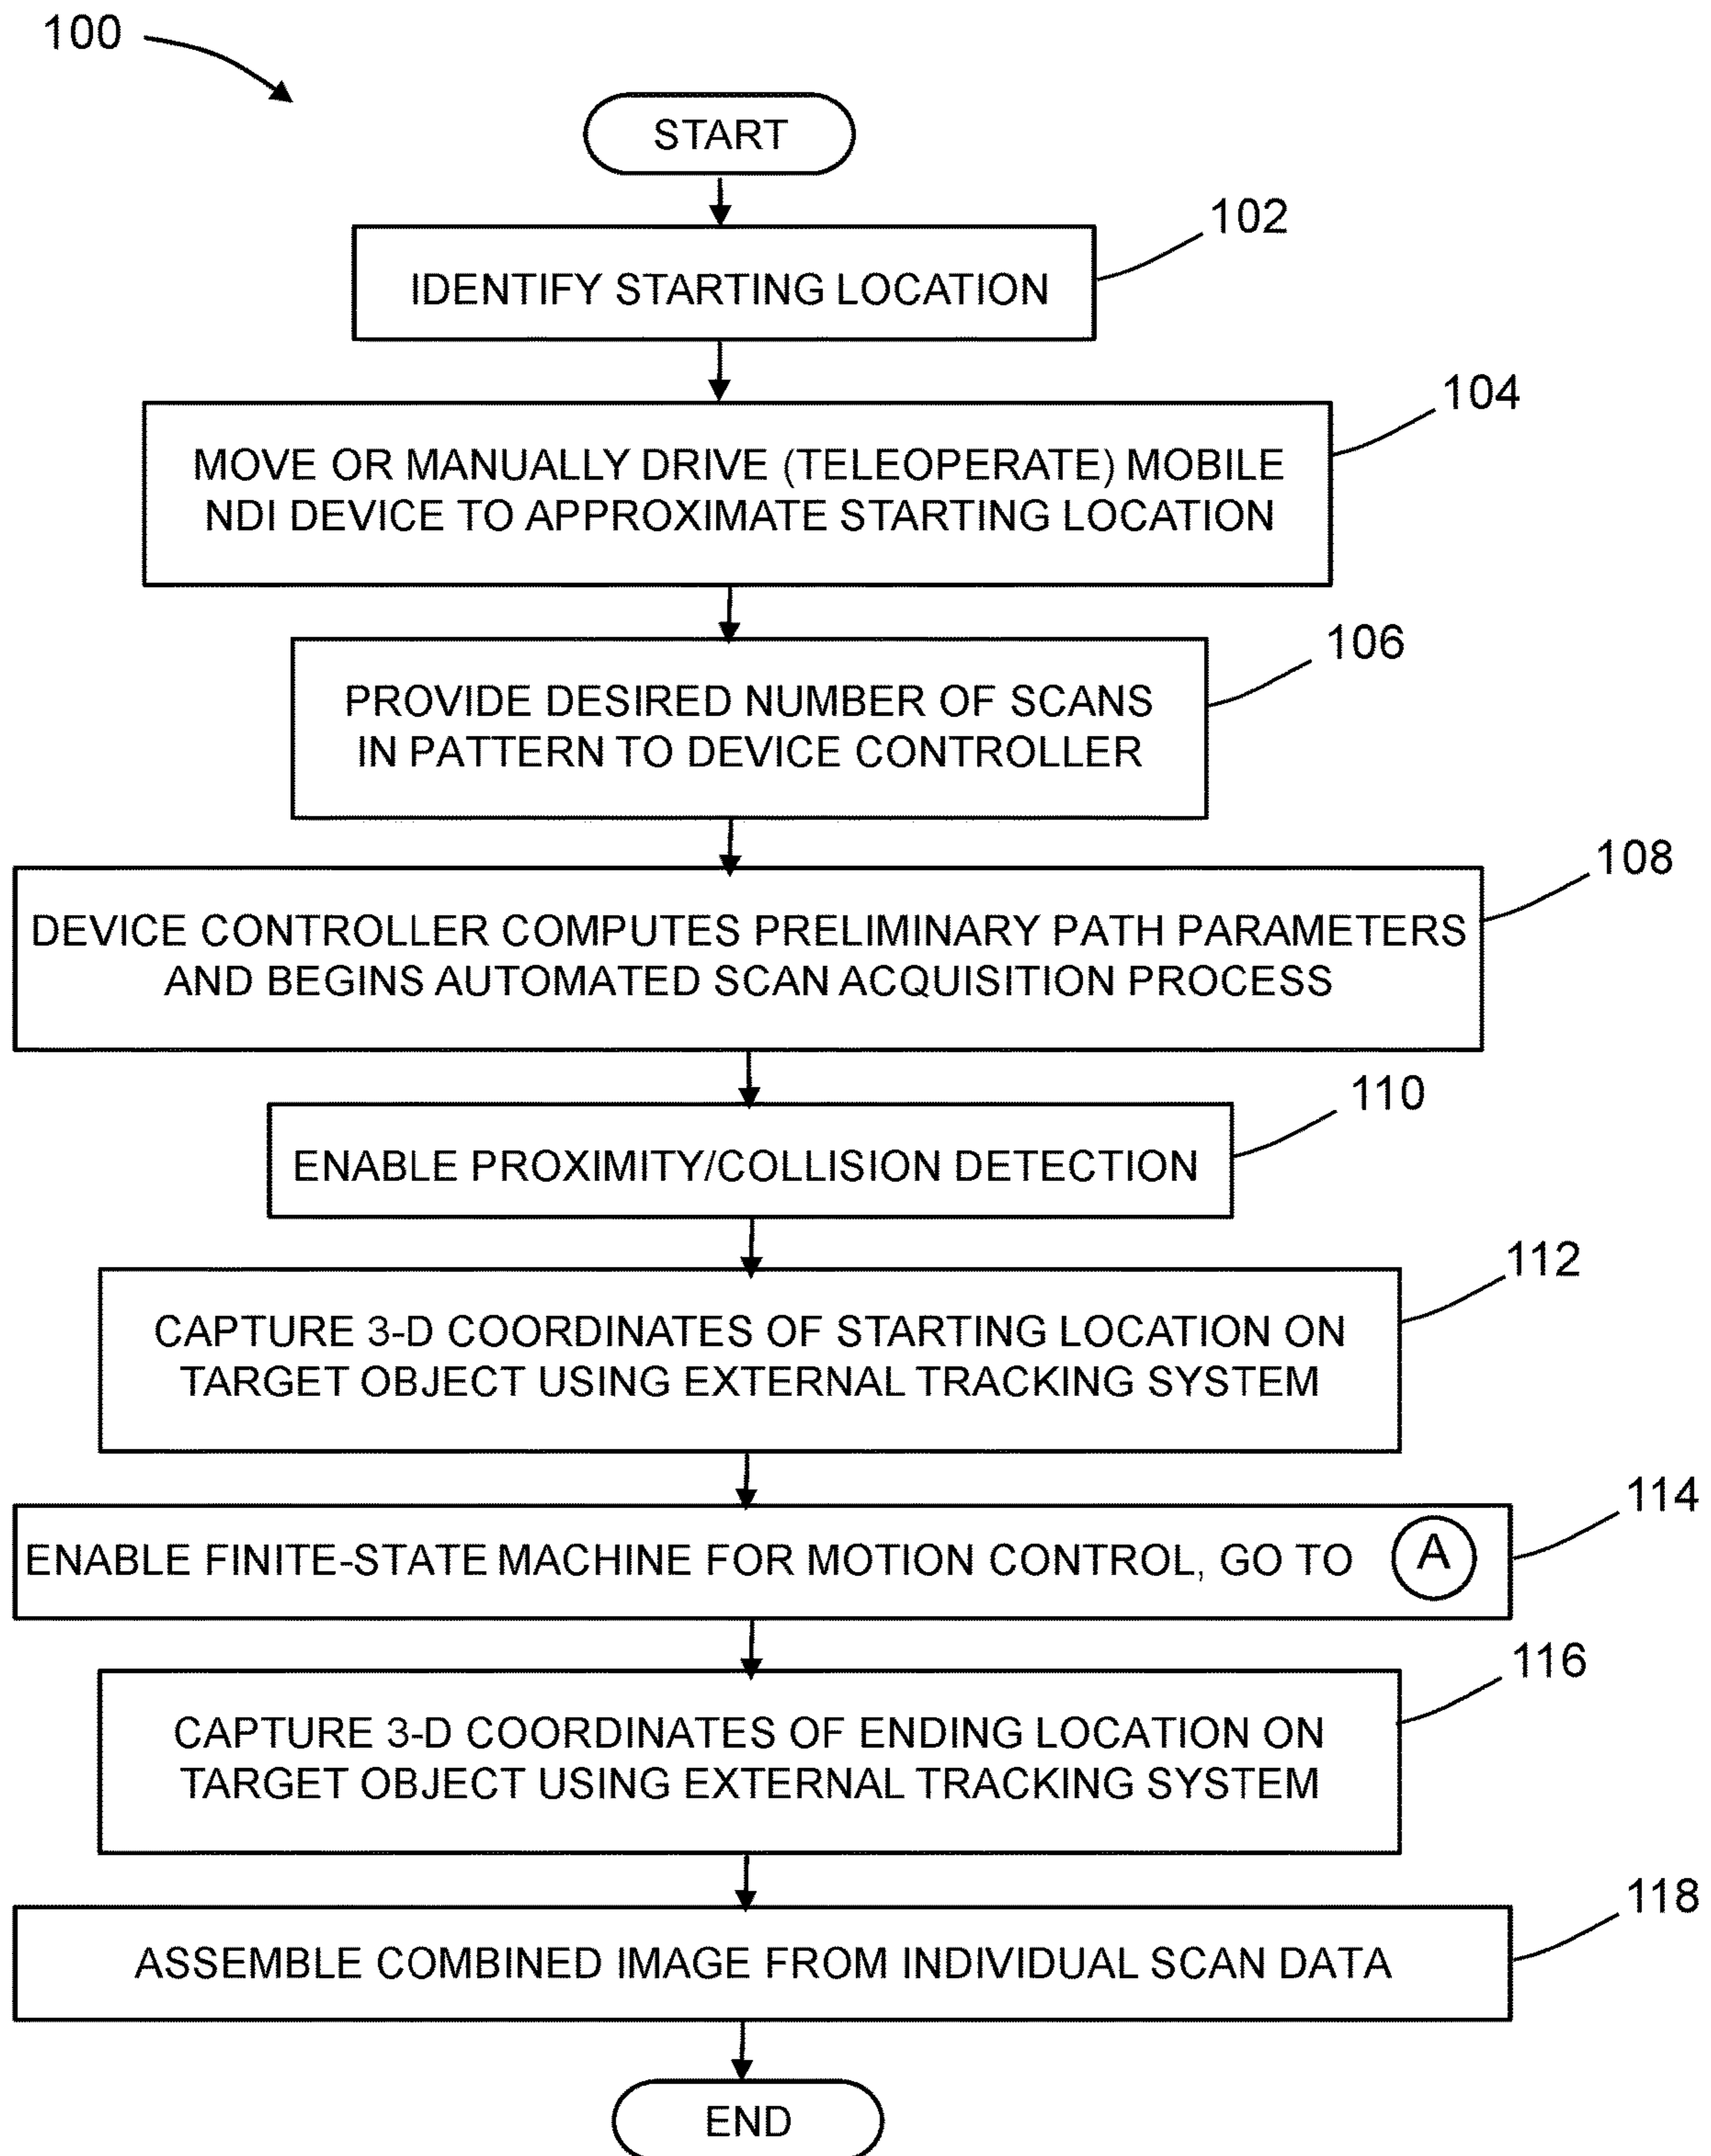 100
START
102
IDENTIFY STARTING LOCATION
104
MOVE OR MANUALLY DRIVE (TELEOPERATE) MOBILE
NDI DEVICE TO APPROXIMATE STARTING LOCATION
106
PROVIDE DESIRED NUMBER OF SCANS
IN PATTERN TO DEVICE CONTROLLER
108
DEVICE CONTROLLER COMPUTES PRELIMINARY PATH PARAMETERS
AND BEGINS AUTOMATED SCAN ACQUISITION PROCESS
110
ENABLE PROXIMITY/COLLISION DETECTION
112
CAPTURE 3-D COORDINATES OF STARTING LOCATION ON
TARGET OBJECT USING EXTERNAL TRACKING SYSTEM
114
ENABLE FINITE-STATE MACHINE FOR MOTION CONTROL, GO TO A
116
CAPTURE 3-D COORDINATES OF ENDING LOCATION ON
TARGET OBJECT USING EXTERNAL TRACKING SYSTEM
118
ASSEMBLE COMBINED IMAGE FROM INDIVIDUAL SCAN DATA
END